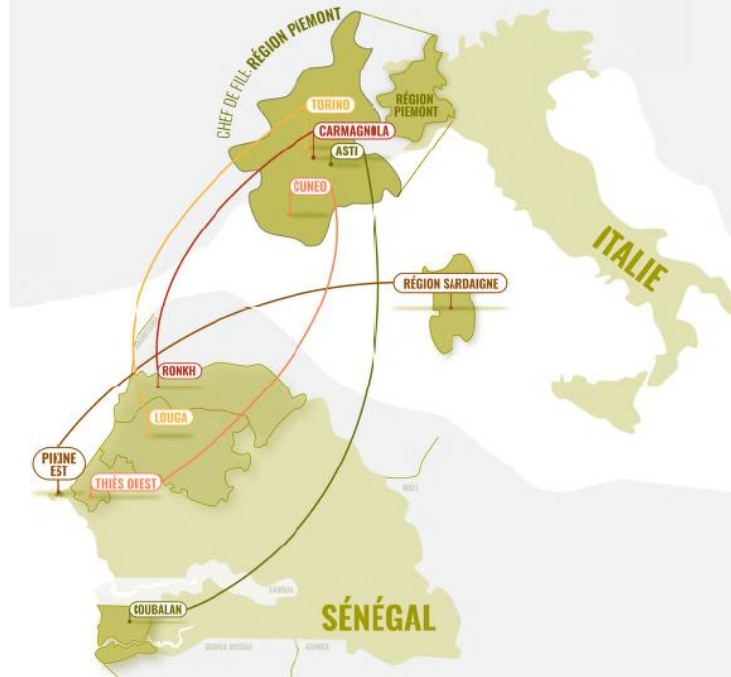 CHEF DE FILE: RÉGION PIEMONT
TORINO
RÉGION
PIEMONT
CARMAGNOLA
ASTI
CUNEO
ITALIE
RÉGION SARDAIGNE
RONKH
LOUGA
PIKINE
EST
THIÈS OUEST
MALI
GAMBIA
COUBALAN
SÉNÉGAL
GUINEA BISSAU
GUINEA